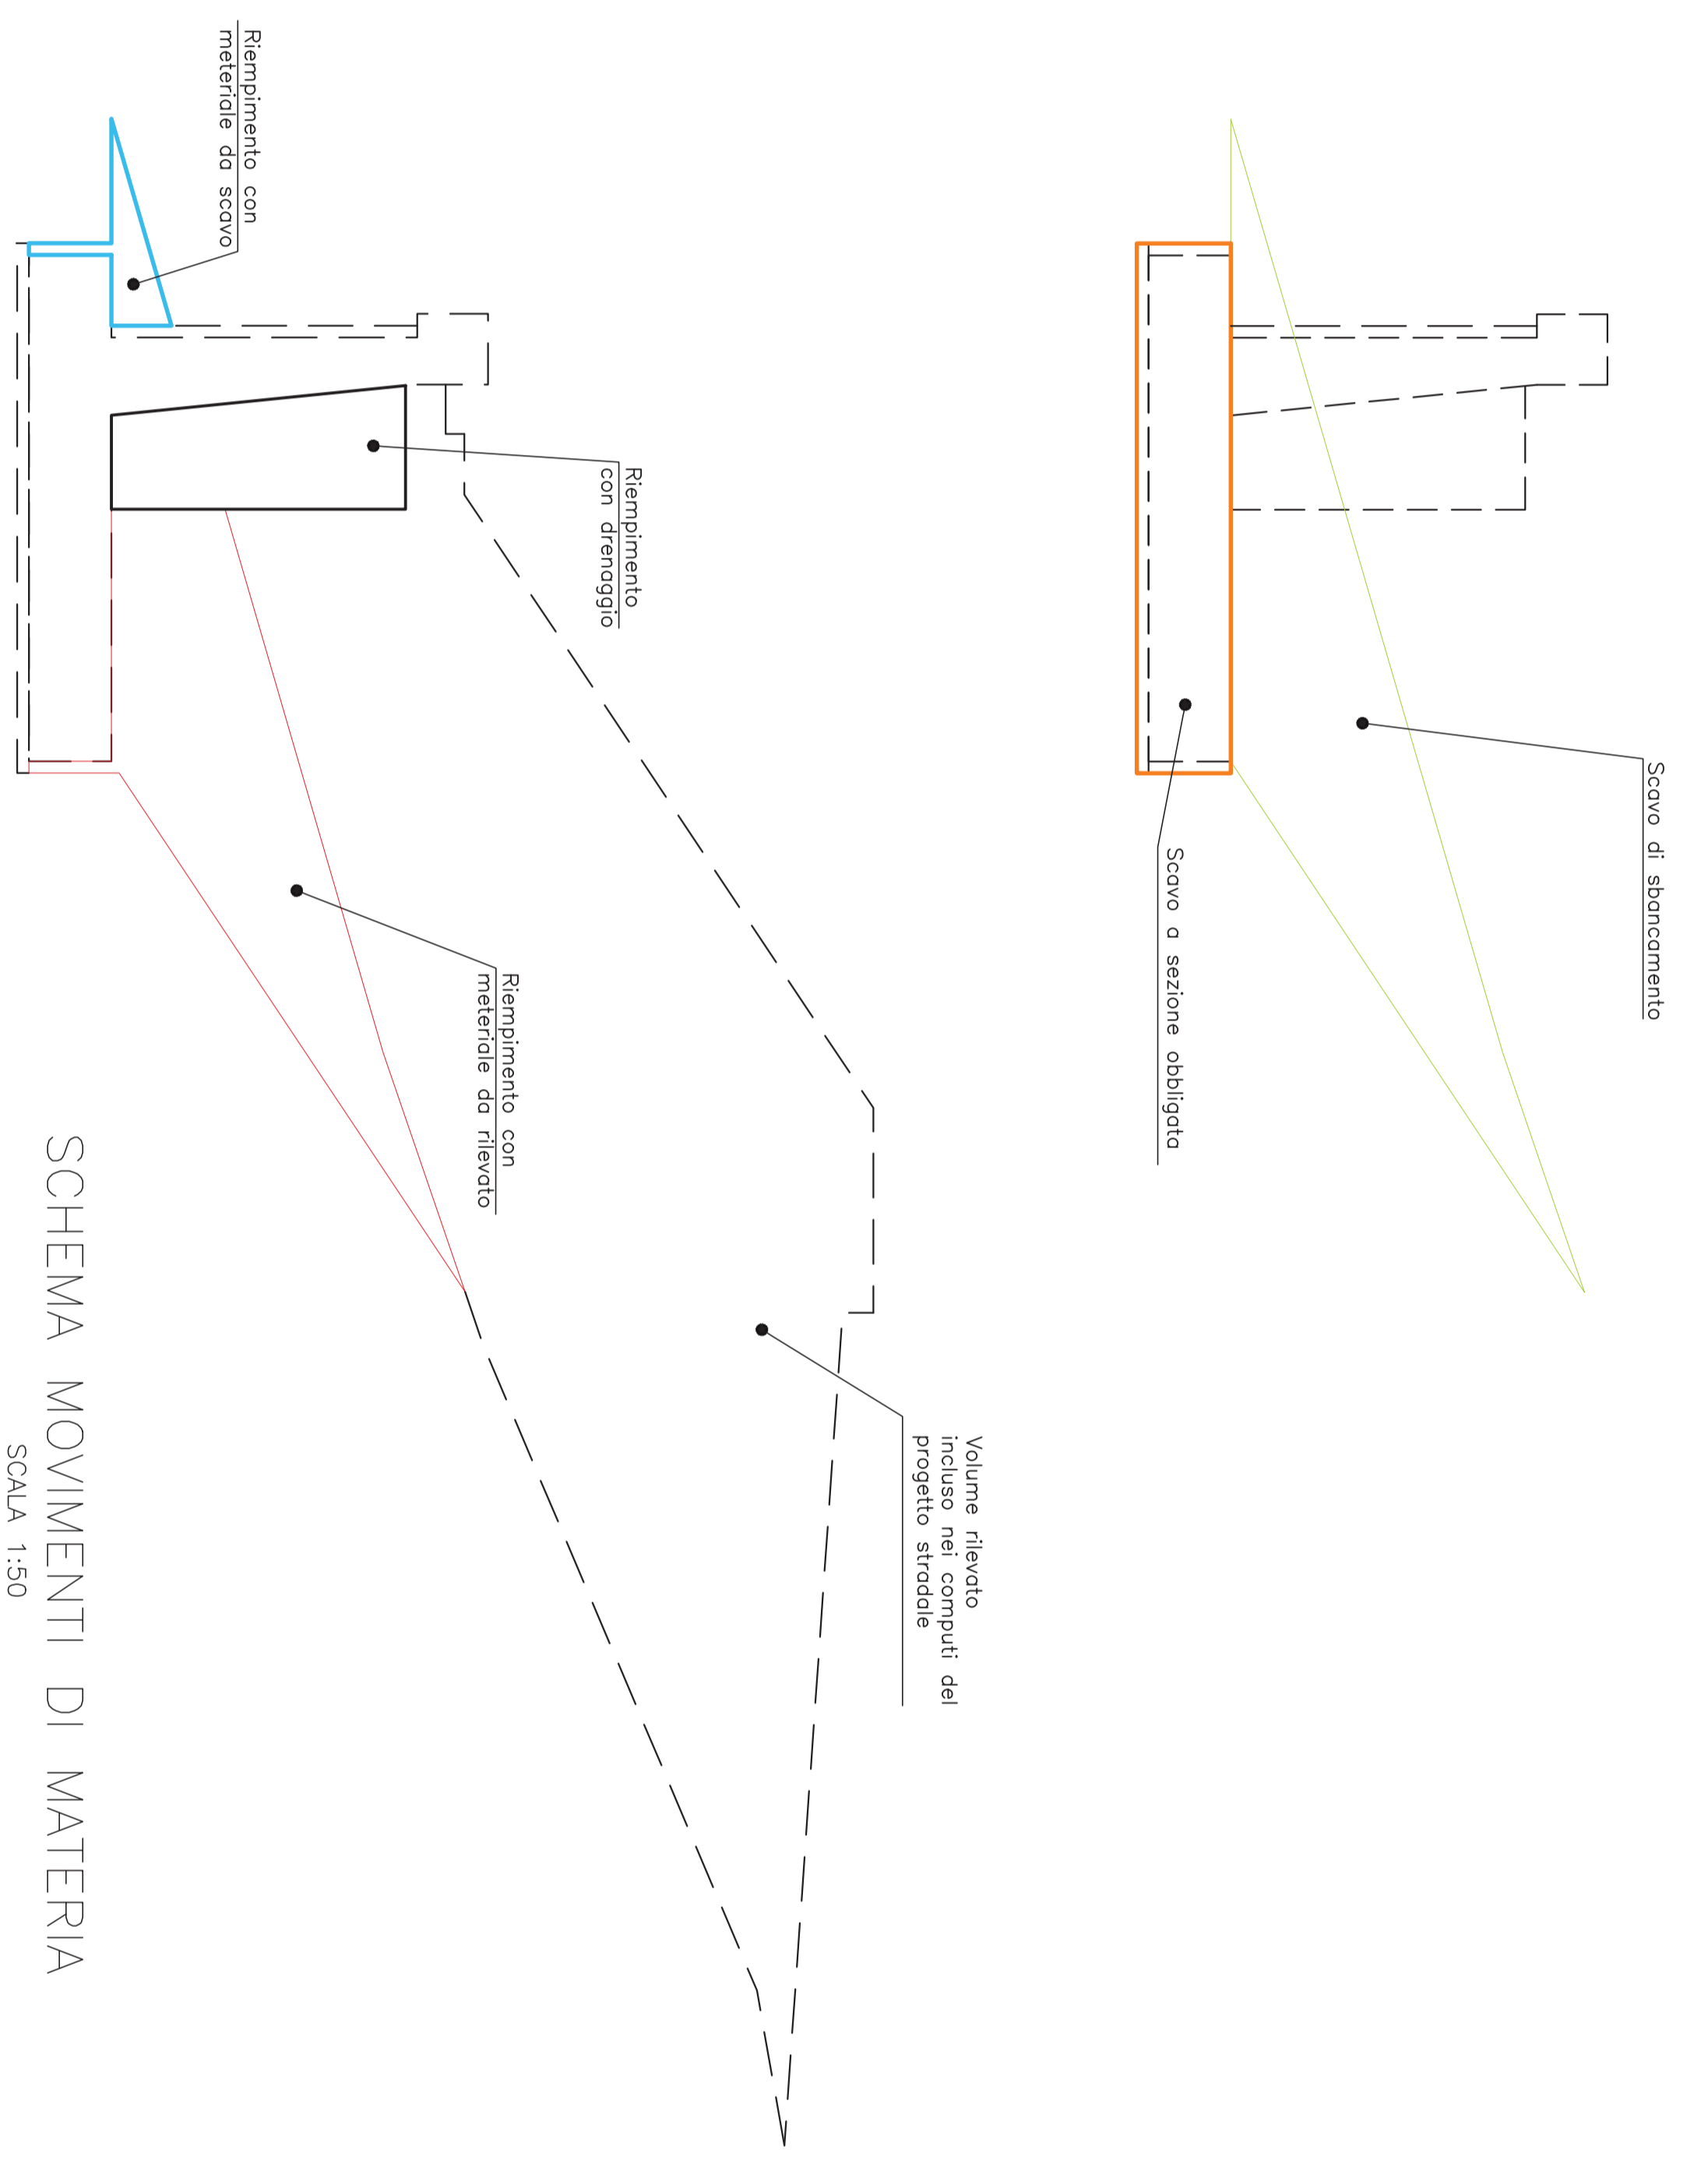 Scavo di sbancamento
Scavo a sezione obbligata
Volume rilevato
incluso nei computi del
progetto stradale
Riempimento
con drenaggio
Riempimento con
meteriale da rilevato
Riempimento con
meteriale da scavo
SCHEMA MOVIMENTI DI MATERIA
SCALA 1:50